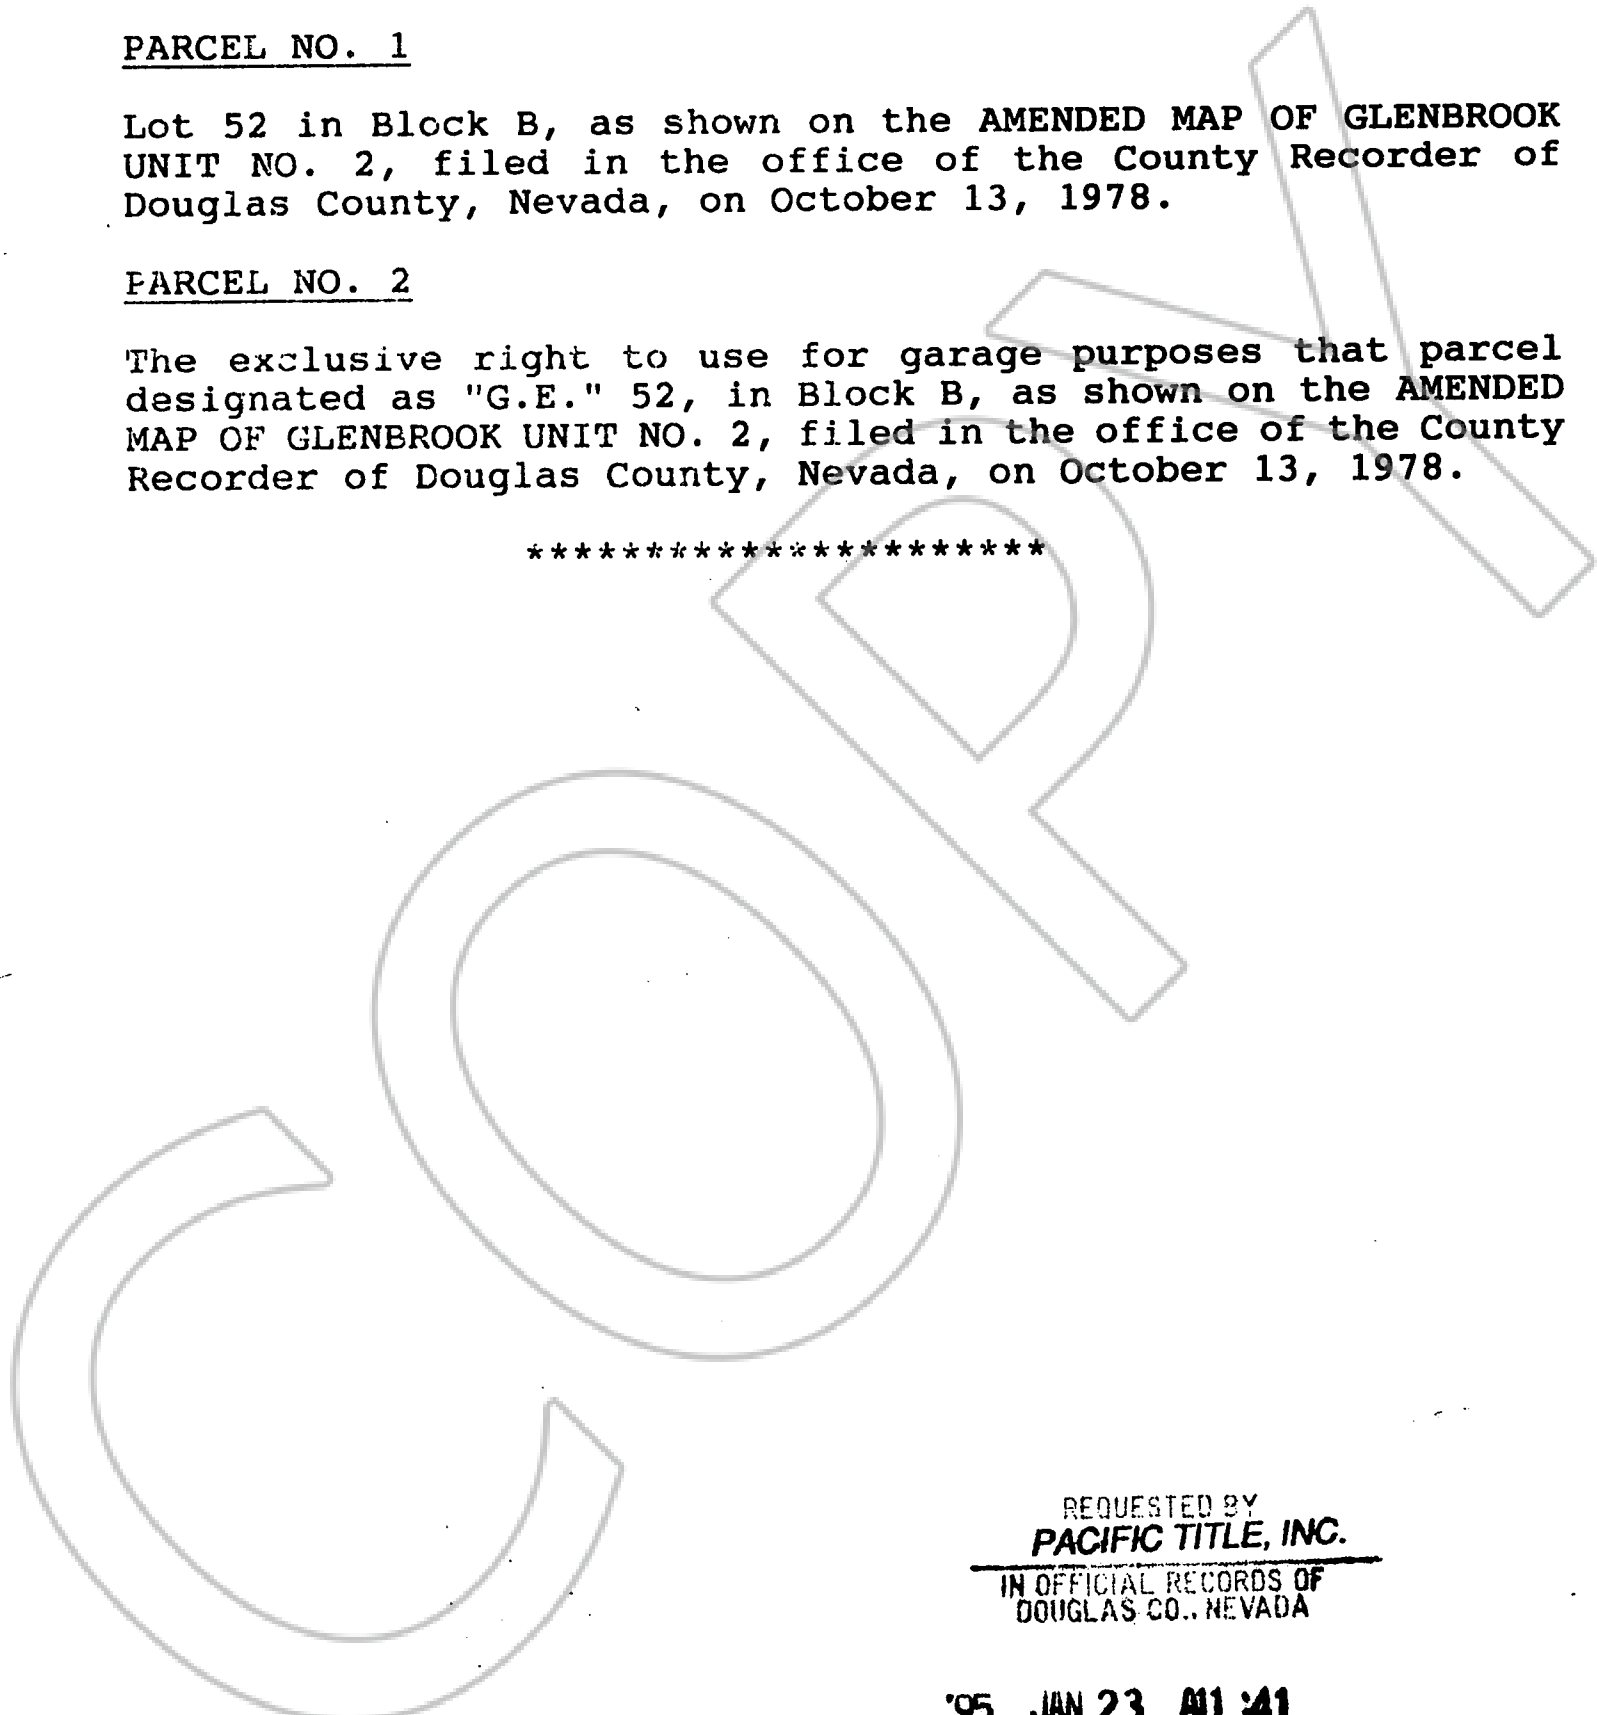 PARCEL NO. 1
Lot 52 in Block B, as shown on the AMENDED MAP OF GLENBROOK
UNIT NO. 2, filed in the office of the County Recorder of
Douglas County, Nevada, on October 13, 1978.
PARCEL NO. 2
The exclusive right to use for garage purposes that parcel
designated as "G.E." 52, in Block B, as shown on the AMENDED
MAP OF GLENBROOK UNIT NO. 2, filed in the office of the County
Recorder of Douglas County, Nevada, on October 13, 1978.
**********************
COPY
REQUESTED BY
PACIFIC TITLE, INC.
IN OFFICIAL RECORDS OF
DOUGLAS CO., NEVADA
'95 JAN 23 A11:41